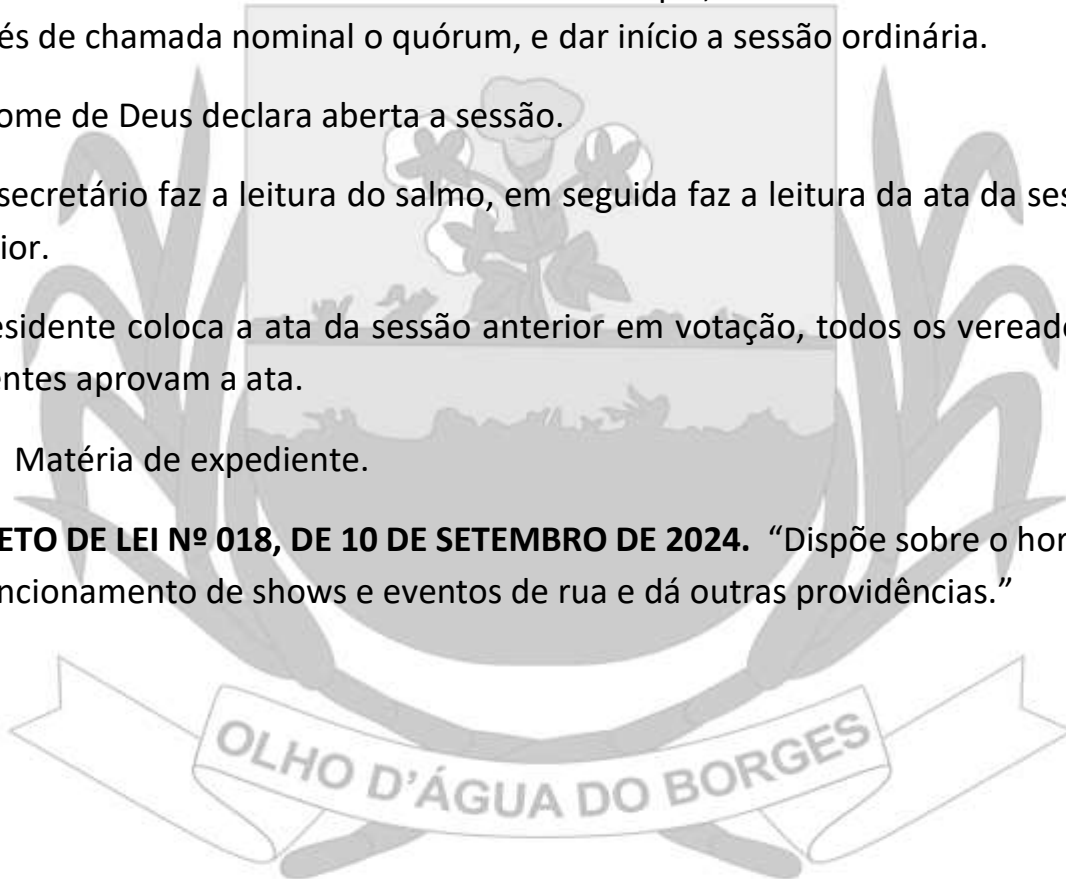 és de chamada nominal o quórum, e dar início a sessão ordinária.
ome de Deus declara aberta a sessão.
secretário faz a leitura do salmo, em seguida faz a leitura da ata da ses
ior.
esidente coloca a ata da sessão anterior em votação, todos os veread
entes aprovam a ata.
Matéria de expediente.
ETO DE LEI Nº 018, DE 10 DE SETEMBRO DE 2024. “Dispõe sobre o hor
ncionamento de shows e eventos de rua e dá outras providências.”
OLHO D'ÁGUA DO BORGES